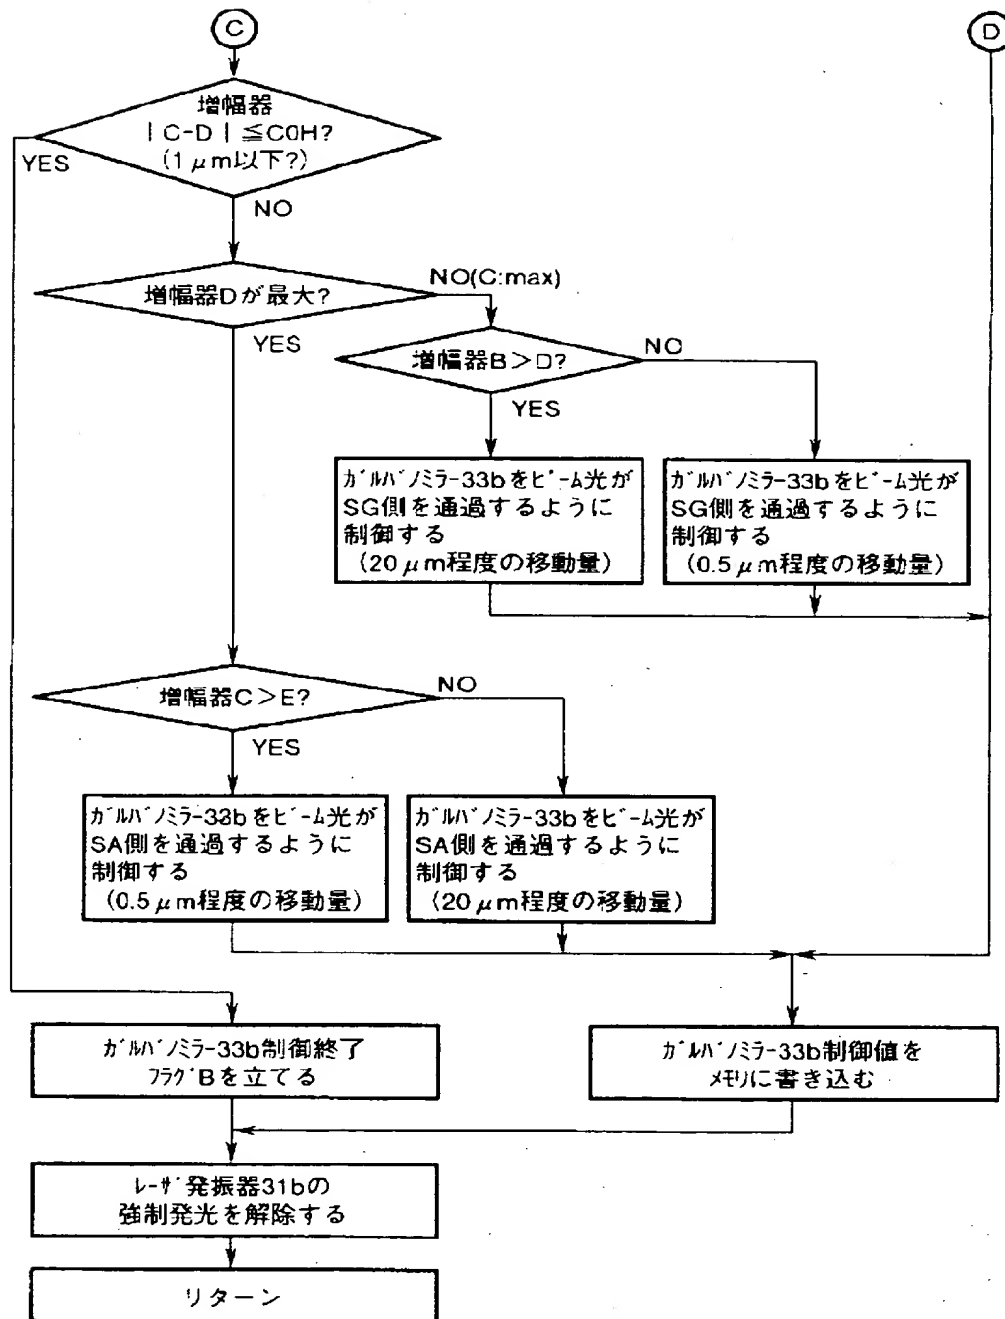 C
D
増幅器
|C-D|≦C0H?
(1μm以下?)
YES
NO
増幅器Dが最大?
NO(C:max)
YES
増幅器B>D?
NO
YES
ガルバノミラー33bをビーム光が
SG側を通過するように
制御する
(20μm程度の移動量)
ガルバノミラー33bをビーム光が
SG側を通過するように
制御する
(0.5μm程度の移動量)
増幅器C>E?
NO
YES
ガルバノミラー33bをビーム光が
SA側を通過するように
制御する
(0.5μm程度の移動量)
ガルバノミラー33bをビーム光が
SA側を通過するように
制御する
(20μm程度の移動量)
ガルバノミラー33b制御終了
フラグBを立てる
ガルバノミラー33b制御値を
メモリに書き込む
レーザ発振器31bの
強制発光を解除する
リターン